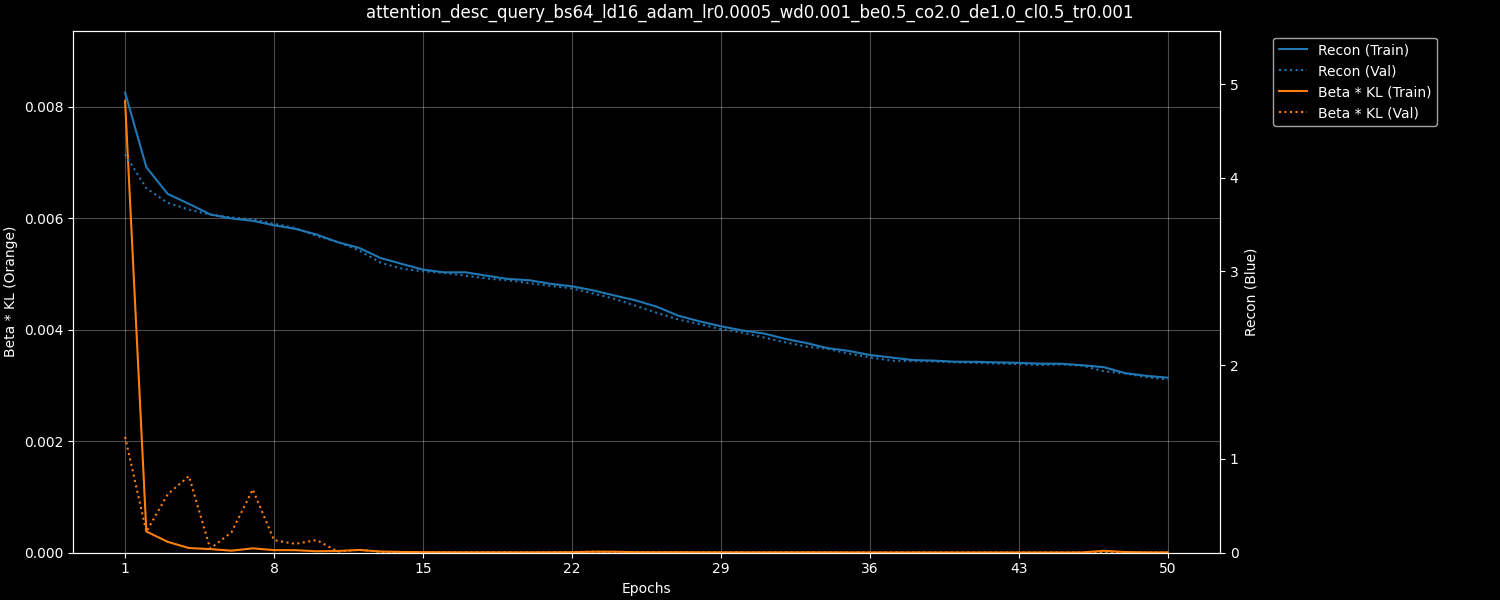 attention_desc_query_bs64_ld16_adam_lr0.0005_wd0.001_be0.5_co2.0_de1.0_cl0.5_tr0.001
Recon (Train)
Recon (Val)
Beta * KL (Train)
Beta * KL (Val)
Beta * KL (Orange)
0.008
0.006
0.004
0.002
0.000
5
4
3
2
1
0
Recon (Blue)
1 8 15 22 29 36 43 50
Epochs